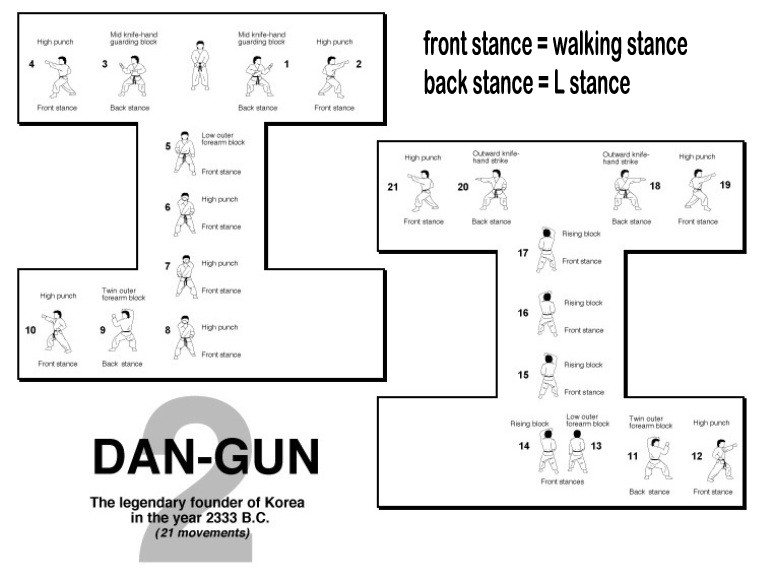 front stance = walking stance
back stance = L stance
High punch
4
Front stance
Mid knife-hand
guarding block
3
Back stance
Mid knife-hand
guarding block
1
Back stance
High punch
2
Front stance
5
Low outer
forearm block
Front stance
6
High punch
Front stance
7
High punch
Front stance
8
High punch
Front stance
Twin outer
forearm block
9
Back stance
High punch
10
Front stance
High punch
21
Front stance
Outward knife-
hand strike
20
Back stance
Outward knife-
hand strike
18
Back stance
High punch
19
Front stance
17
Rising block
Front stance
16
Rising block
Front stance
15
Rising block
Front stance
Rising block
14
Low outer
forearm block
13
Front stances
Twin outer
forearm block
11
Back stance
High punch
12
Front stance
2
DAN-GUN
The legendary founder of Korea
in the year 2333 B.C.
(21 movements)